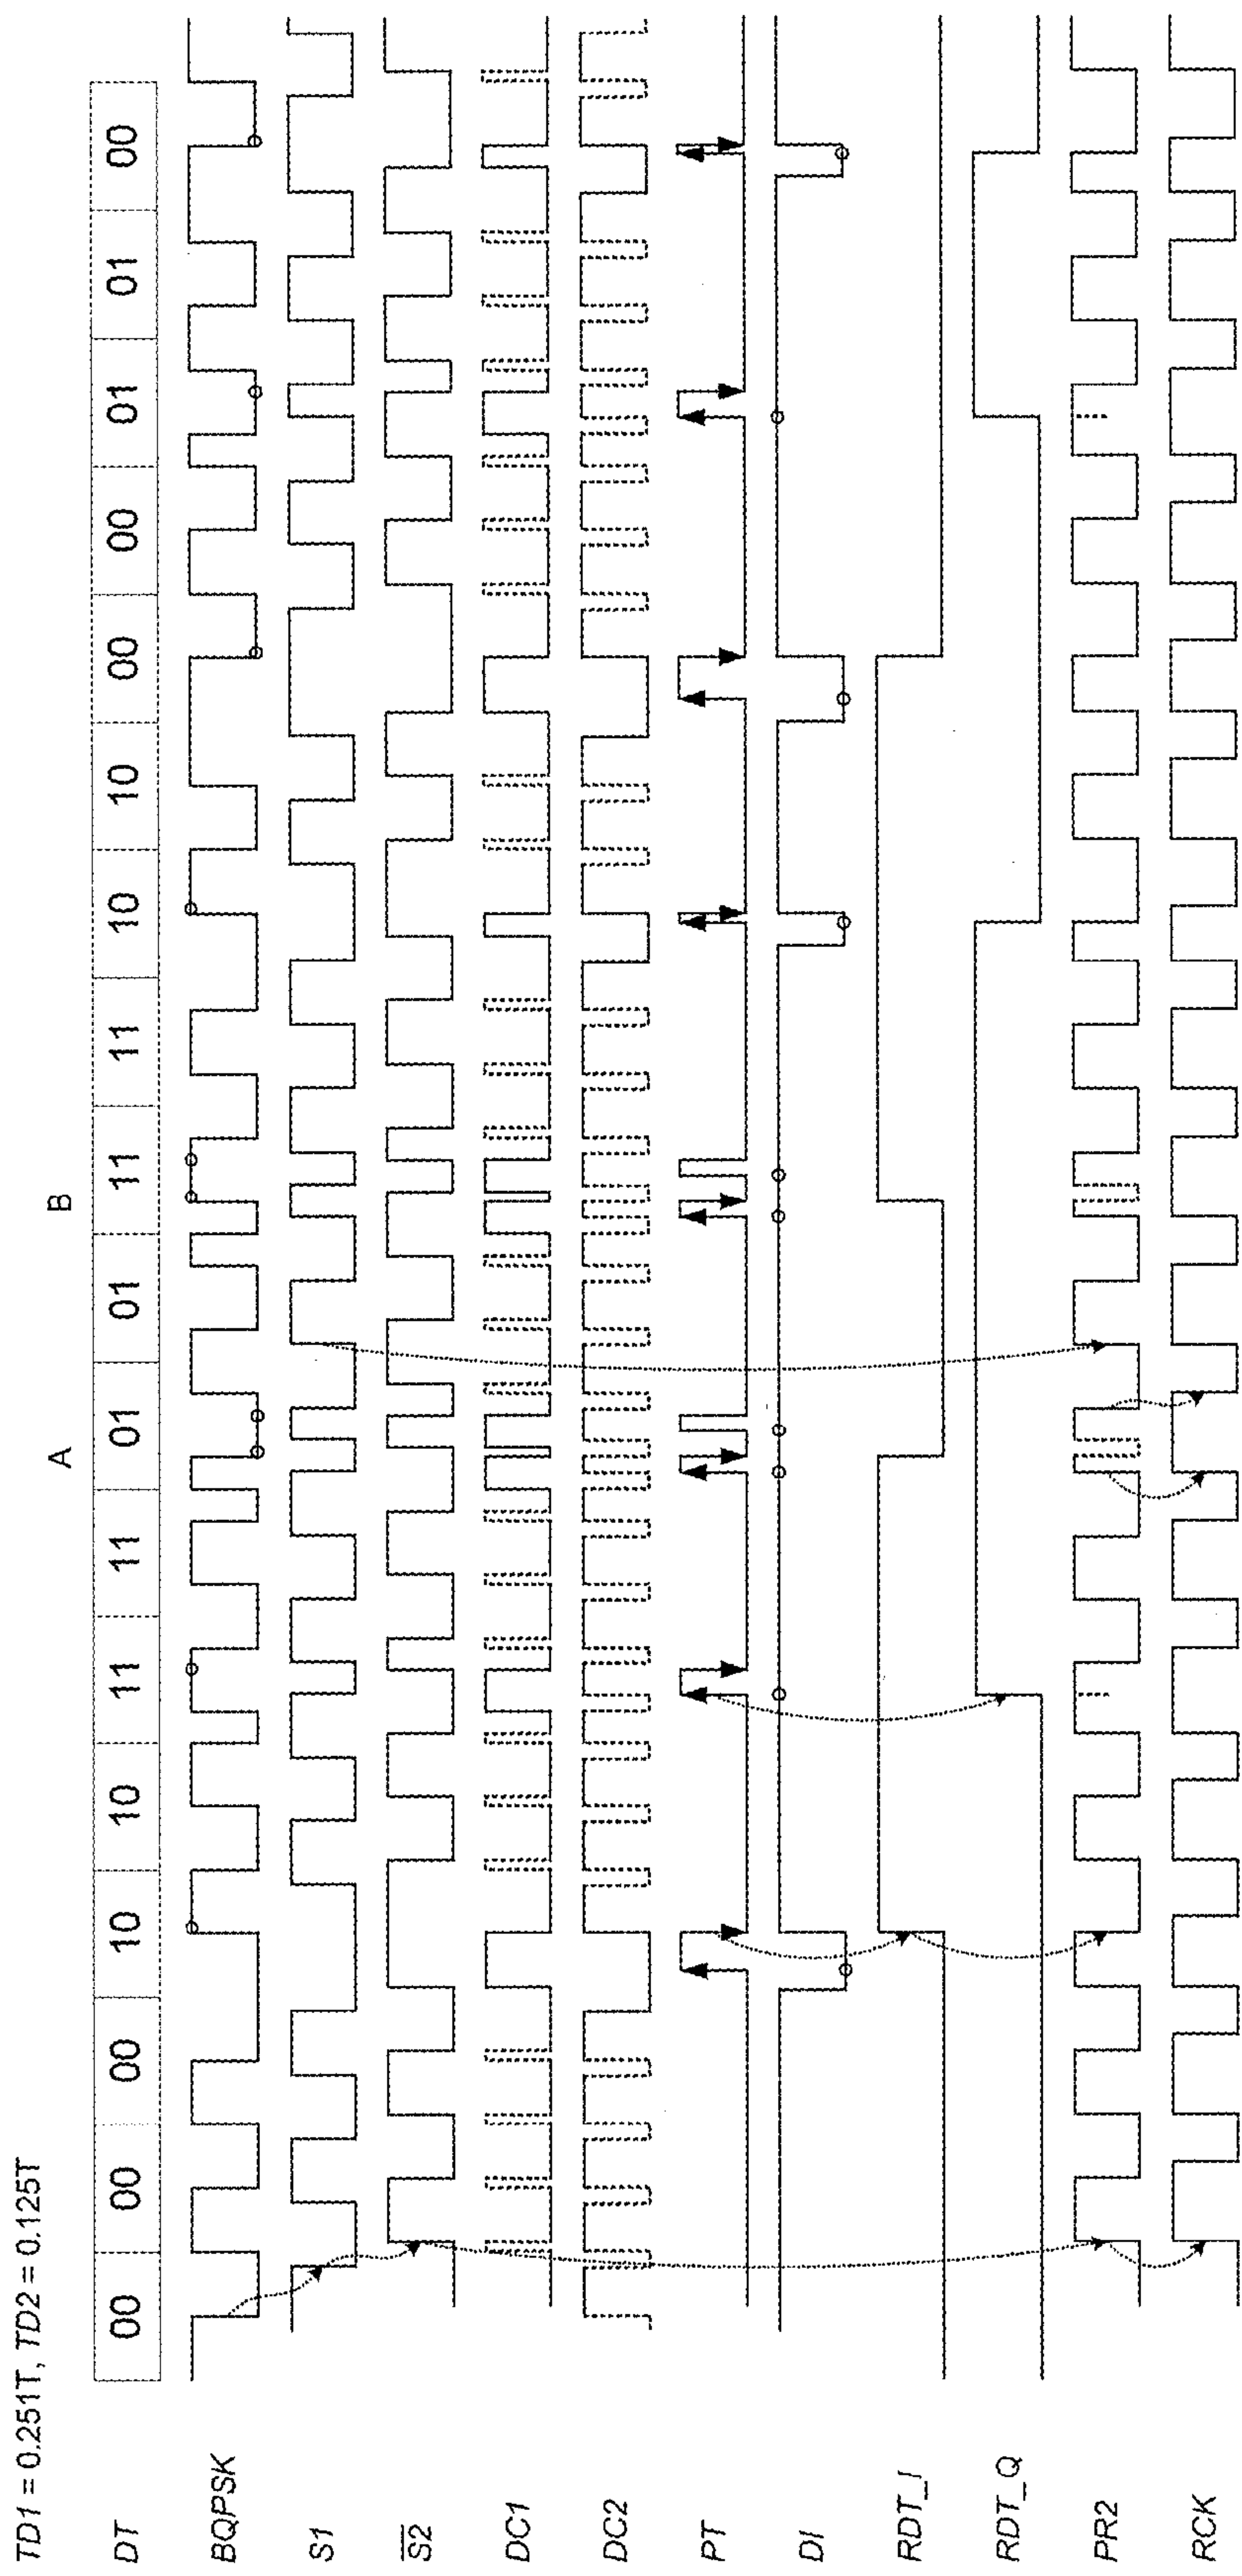 TD1 = 0.251T, TD2 = 0.125T
A B
DT 00 00 00 10 10 11 11 01 01 11 11 10 10 00 00 01 01 00
BQPSK
S1
S̅2̅
DC1
DC2
PT
DI
RDT_I
RDT_Q
PR2
RCK